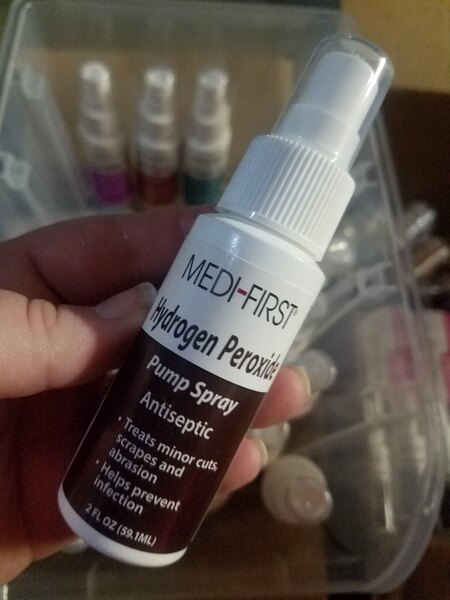 MEDI-FIRST®
Hydrogen Peroxide
Pump Spray
Antiseptic
• Treats minor cuts,
scrapes and
abrasion
• Helps prevent
infection
2 FL OZ (59.1ML)